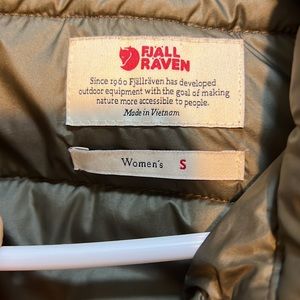 FJÄLL
RÄVEN
Since 1960 Fjällräven has developed
outdoor equipment with the goal of making
nature more accessible to people.
Made in Vietnam
Women's S